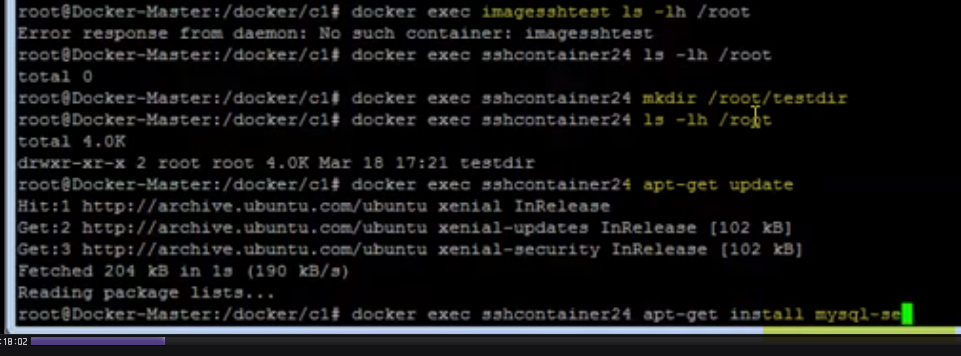 root@Docker-Master:/docker/c1# docker exec imagesshtest ls -lh /root
Error response from daemon: No such container: imagesshtest
root@Docker-Master:/docker/c1# docker exec sshcontainer24 ls -lh /root
total 0
root@Docker-Master:/docker/c1# docker exec sshcontainer24 mkdir /root/testdir
root@Docker-Master:/docker/c1# docker exec sshcontainer24 ls -lh /root
total 4.0K
drwxr-xr-x 2 root root 4.0K Mar 18 17:21 testdir
root@Docker-Master:/docker/c1# docker exec sshcontainer24 apt-get update
Hit:1 http://archive.ubuntu.com/ubuntu xenial InRelease
Get:2 http://archive.ubuntu.com/ubuntu xenial-updates InRelease [102 kB]
Get:3 http://archive.ubuntu.com/ubuntu xenial-security InRelease [102 kB]
Fetched 204 kB in 1s (190 kB/s)
Reading package lists...
root@Docker-Master:/docker/c1# docker exec sshcontainer24 apt-get install mysql-se
:18:02